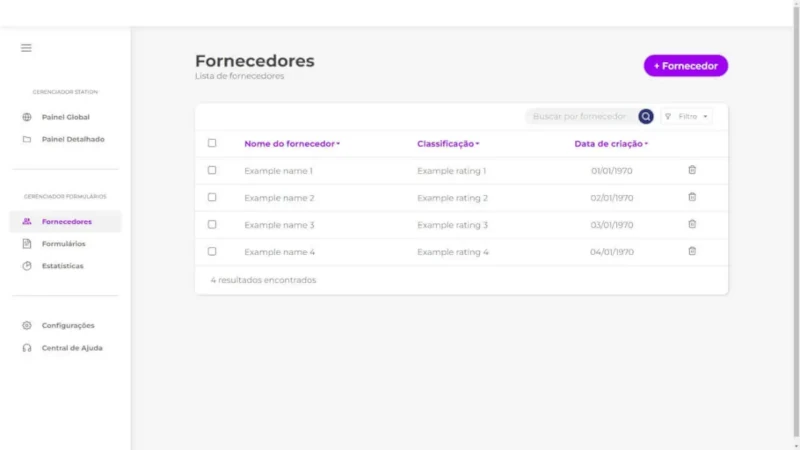 GERENCIADOR STATION
Painel Global
Painel Detalhado
GERENCIADOR FORMULÁRIOS
Fornecedores
Formulários
Estatísticas
Configurações
Central de Ajuda
Fornecedores
Lista de fornecedores
+ Fornecedor
Buscar por fornecedor
Filtro
Nome do fornecedor Classificação Data de criação
Example name 1 Example rating 1 01/01/1970
Example name 2 Example rating 2 02/01/1970
Example name 3 Example rating 3 03/01/1970
Example name 4 Example rating 4 04/01/1970
4 resultados encontrados